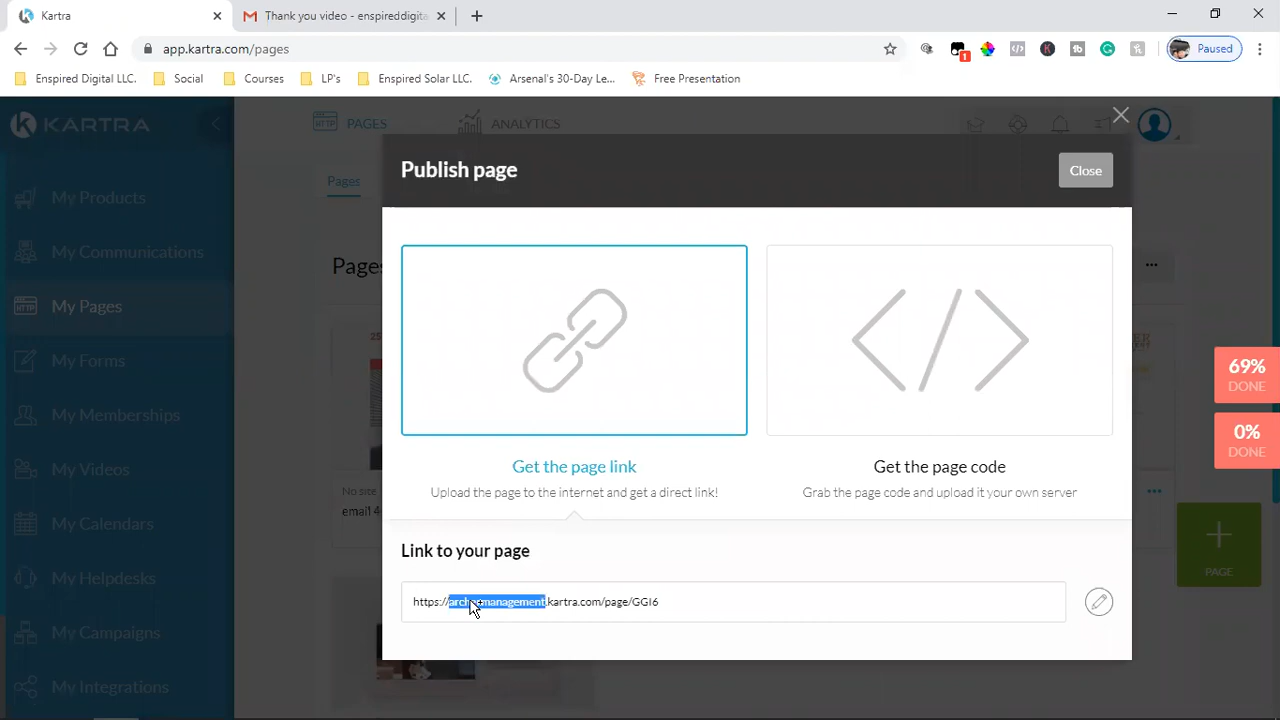 Kartra
Thank you video - enspireddigita
app.kartra.com/pages
1
Paused
Enspired Digital LLC.
Social
Courses
LP's
Enspired Solar LLC.
Arsenal's 30-Day Le...
Free Presentation
KARTRA
PAGES
ANALYTICS
My Products
My Communications
My Pages
My Forms
My Memberships
My Videos
My Calendars
My Helpdesks
My Campaigns
My Integrations
HTTP
Pages
Pages
Publish page
Close
Get the page link
Upload the page to the internet and get a direct link!
Get the page code
Grab the page code and upload it your own server
Link to your page
.kartra.com/page/GGI6
69%
DONE
0%
DONE
PAGE
No site
email 4